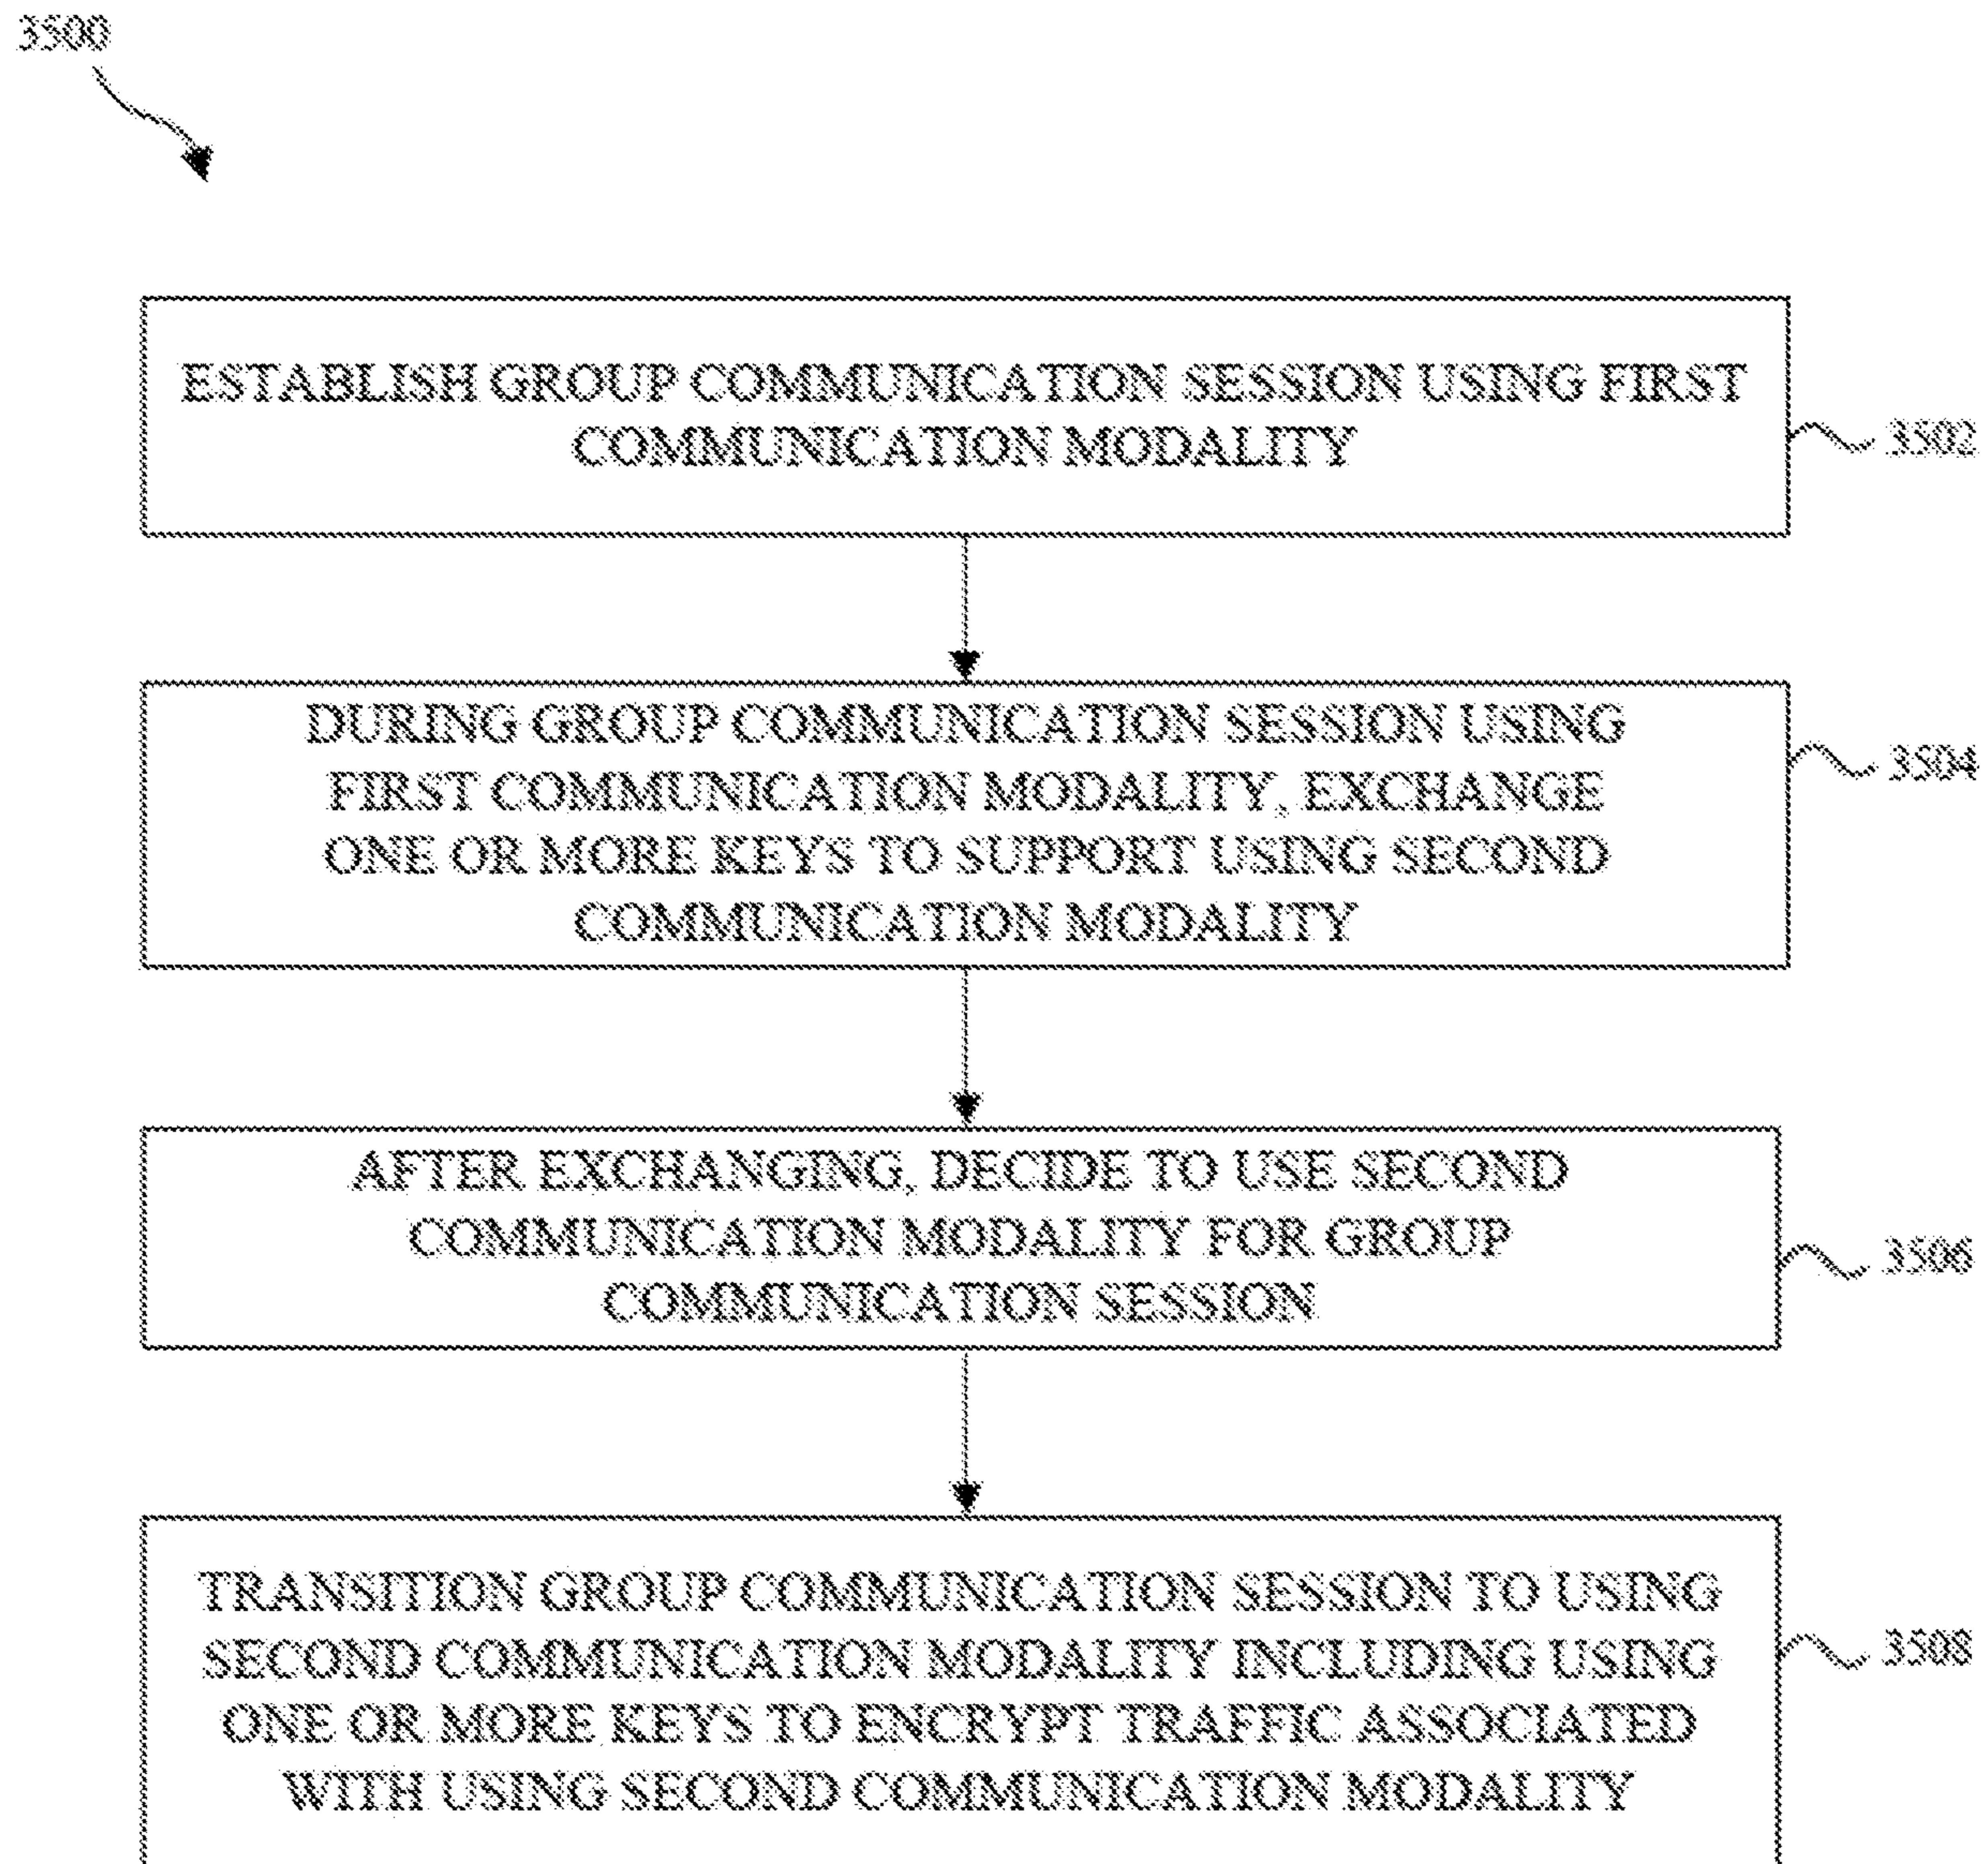 3500
ESTABLISH GROUP COMMUNICATION SESSION USING FIRST
COMMUNICATION MODALITY
3502
DURING GROUP COMMUNICATION SESSION USING
FIRST COMMUNICATION MODALITY, EXCHANGE
ONE OR MORE KEYS TO SUPPORT USING SECOND
COMMUNICATION MODALITY
3504
AFTER EXCHANGING, DECIDE TO USE SECOND
COMMUNICATION MODALITY FOR GROUP
COMMUNICATION SESSION
3506
TRANSITION GROUP COMMUNICATION SESSION TO USING
SECOND COMMUNICATION MODALITY INCLUDING USING
ONE OR MORE KEYS TO ENCRYPT TRAFFIC ASSOCIATED
WITH USING SECOND COMMUNICATION MODALITY
3508